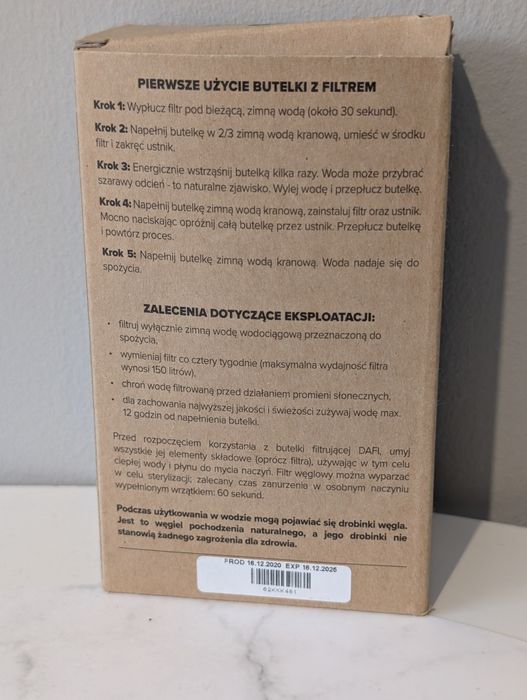 PIERWSZE UŻYCIE BUTELKI Z FILTREM
Krok 1: Wypłucz filtr pod bieżącą, zimną wodą (około 30 sekund).
Krok 2: Napełnij butelkę w 2/3 zimną wodą kranową, umieść w środku
filtr i zakręć ustnik.
Krok 3: Energicznie wstrząśnij butelką kilka razy. Woda może przybrać
szarawy odcień - to naturalne zjawisko. Wylej wodę i przepłucz butelkę.
Krok 4: Napełnij butelkę zimną wodą kranową, zainstaluj filtr oraz ustnik.
Mocno naciskając opróżnij całą butelkę przez ustnik. Przepłucz butelkę
i powtórz proces.
Krok 5: Napełnij butelkę zimną wodą kranową. Woda nadaje się do
spożycia.
ZALECENIA DOTYCZĄCE EKSPLOATACJI:
• filtruj wyłącznie zimną wodę wodociągową przeznaczoną do
spożycia,
• wymieniaj filtr co cztery tygodnie (maksymalna wydajność filtra
wynosi 150 litrów),
• chroń wodę filtrowaną przed działaniem promieni słonecznych,
• dla zachowania najwyższej jakości i świeżości zużywaj wodę max.
12 godzin od napełnienia butelki.
Przed rozpoczęciem korzystania z butelki filtrującej DAFI, umyj
wszystkie jej elementy składowe (oprócz filtra), używając w tym celu
ciepłej wody i płynu do mycia naczyń. Filtr węglowy można wyparzać
w celu sterylizacji; zalecany czas zanurzenia w osobnym naczyniu
wypełnionym wrzątkiem: 60 sekund.
Podczas użytkowania w wodzie mogą pojawiać się drobinki węgla.
Jest to węgiel pochodzenia naturalnego, a jego drobinki nie
stanowią żadnego zagrożenia dla zdrowia.
PROD 16.12.2020 EXP 16.12.2025